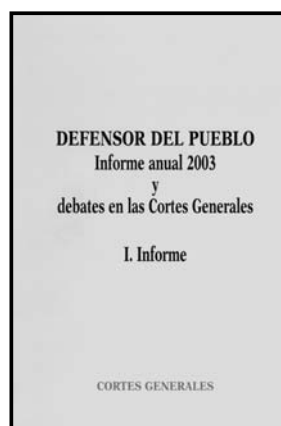 DEFENSOR DEL PUEBLO
Informe anual 2003
y
debates en las Cortes Generales
I. Informe
CORTES GENERALES